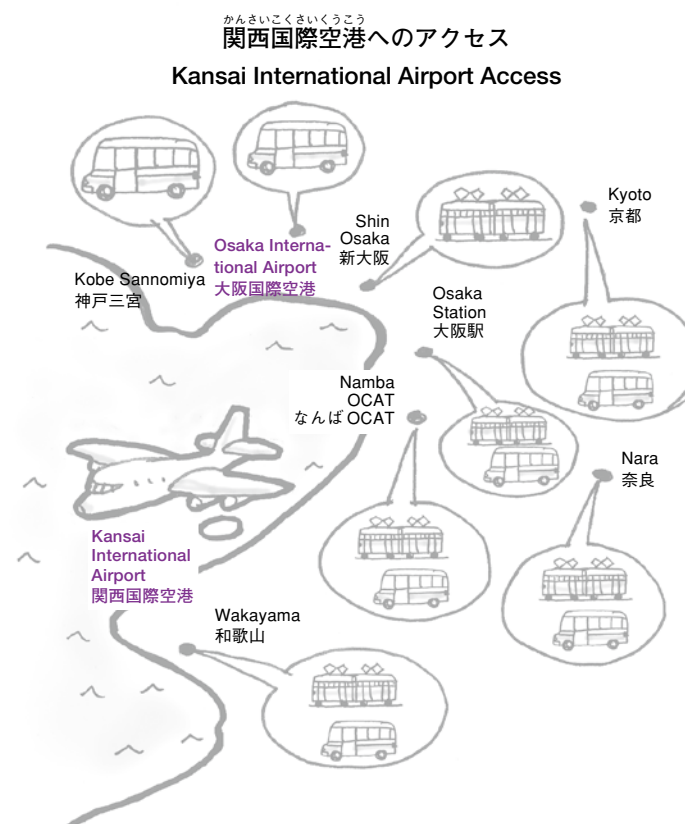 かんさいこくさいくうこう
関西国際空港へのアクセス
Kansai International Airport Access
Kyoto
京都
Shin
Osaka
新大阪
Osaka Interna-
tional Airport
大阪国際空港
Kobe Sannomiya
神戸三宮
Osaka
Station
大阪駅
Namba
OCAT
なんば OCAT
Nara
奈良
Kansai
International
Airport
関西国際空港
Wakayama
和歌山